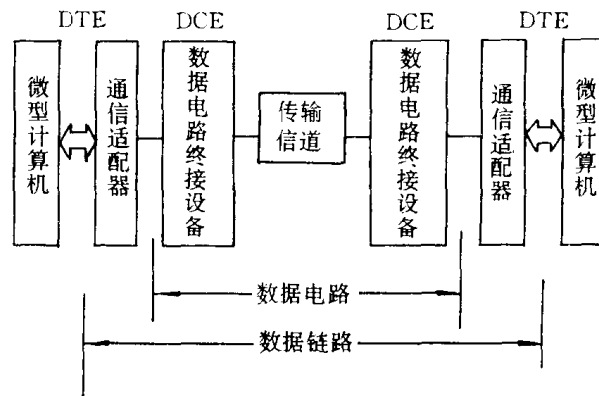 DTE DCE DCE DTE
微型计算机
通信适配器
数据电路终接设备
传输
信道
数据电路终接设备
通信适配器
微型计算机
数据电路
数据链路